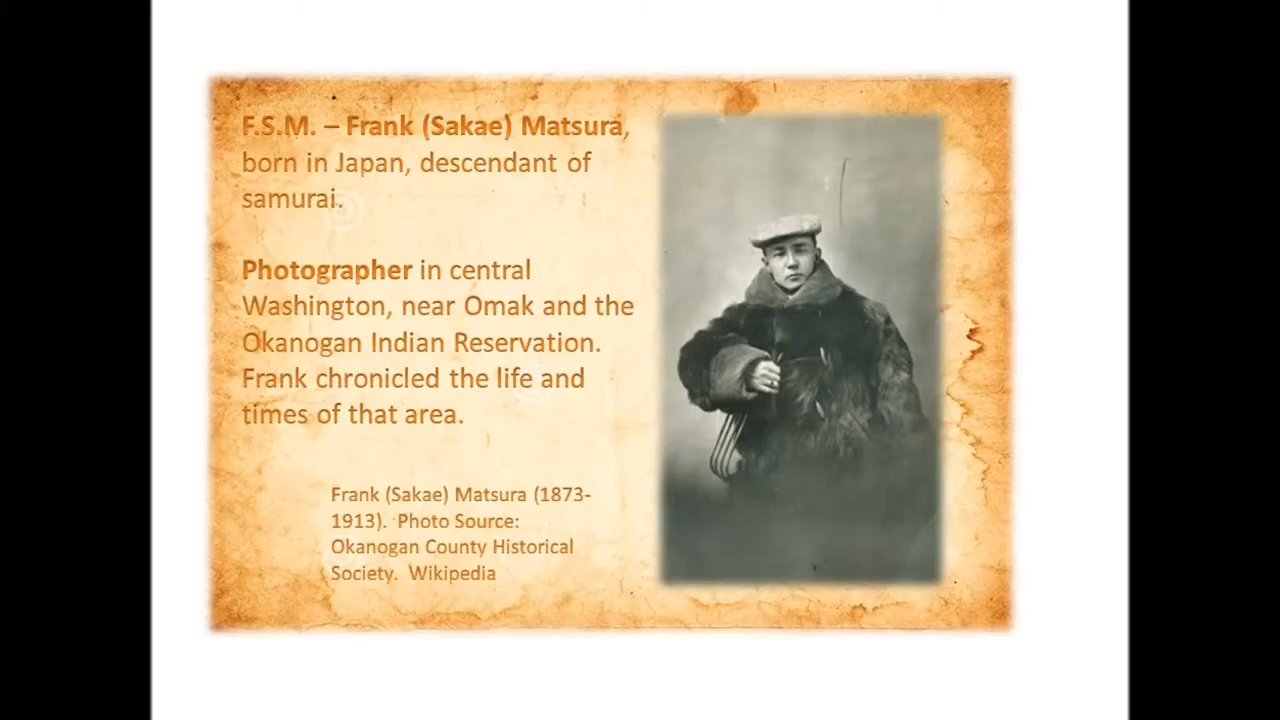 F.S.M. – Frank (Sakae) Matsura,
born in Japan, descendant of
samurai.
Photographer in central
Washington, near Omak and the
Okanogan Indian Reservation.
Frank chronicled the life and
times of that area.
Frank (Sakae) Matsura (1873-
1913).  Photo Source:
Okanogan County Historical
Society.  Wikipedia